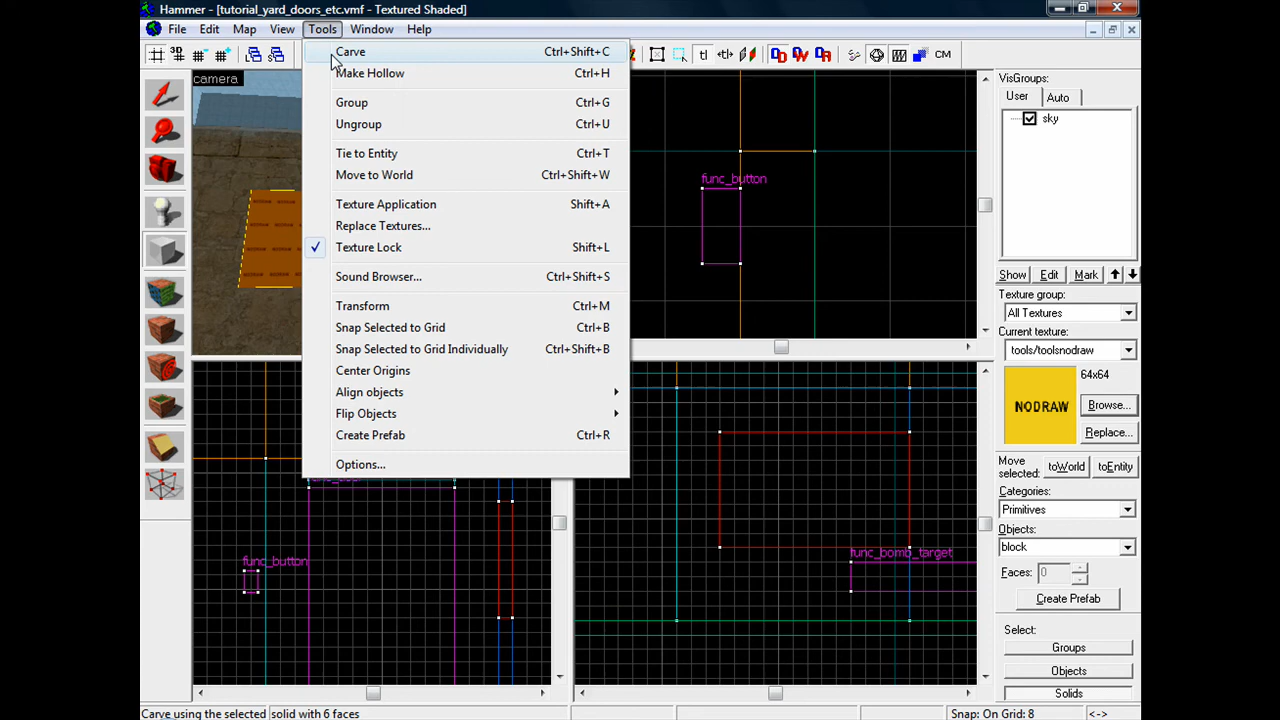 Hammer - [tutorial_yard_doors_etc.vmf - Textured Shaded]
File Edit Map View Tools Window Help
3D tl CM
camera
Carve Ctrl+Shift+C
Make Hollow Ctrl+H
Group Ctrl+G
Ungroup Ctrl+U
Tie to Entity Ctrl+T
Move to World Ctrl+Shift+W
Texture Application Shift+A
Replace Textures...
Texture Lock Shift+L
Sound Browser... Ctrl+Shift+S
Transform Ctrl+M
Snap Selected to Grid Ctrl+B
Snap Selected to Grid Individually Ctrl+Shift+B
Center Origins
Align objects
Flip Objects
Create Prefab Ctrl+R
Options...
func_button
func_button
func_bomb_target
VisGroups:
User Auto
sky
Show Edit Mark
Texture group:
All Textures
Current texture:
tools/toolsnodraw
64x64
NODRAW
Browse...
Replace...
Move selected: toWorld toEntity
Categories:
Primitives
Objects:
block
Faces: 0
Create Prefab
Select:
Groups
Objects
Solids
Carve using the selected solid with 6 faces
Snap: On Grid: 8 <->